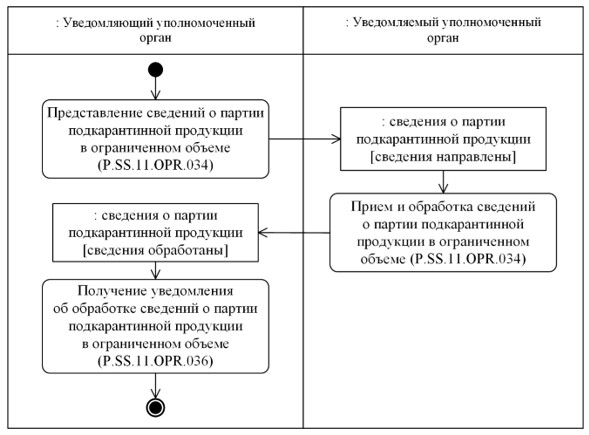 : Уведомляющий уполномоченный
орган
: Уведомляемый уполномоченный
орган
Представление сведений о партии
подкарантинной продукции
в ограниченном объеме
(P.SS.11.OPR.034)
: сведения о партии
подкарантинной продукции
[сведения направлены]
Прием и обработка сведений
о партии подкарантинной
продукции в ограниченном
объеме (P.SS.11.OPR.034)
: сведения о партии
подкарантинной продукции
[сведения обработаны]
Получение уведомления
об обработке сведений о партии
подкарантинной продукции
в ограниченном объеме
(P.SS.11.OPR.036)